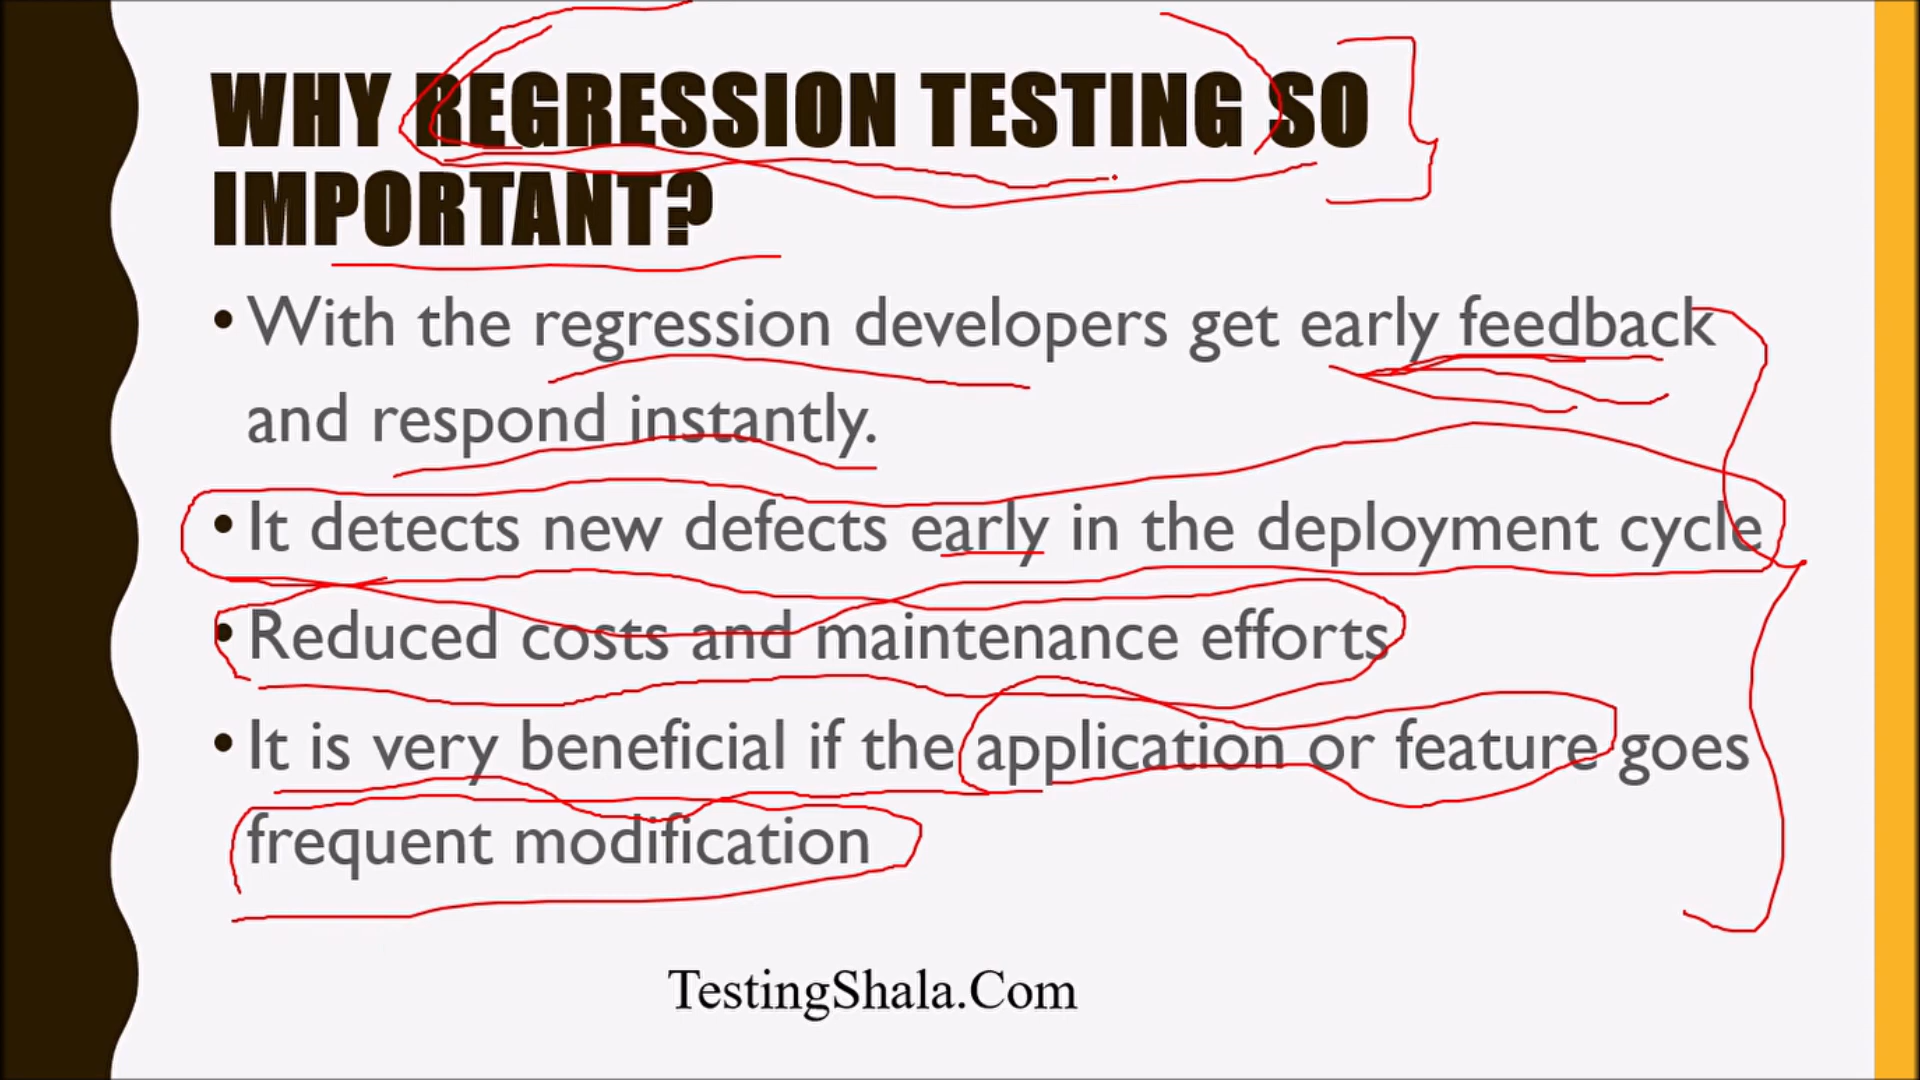 WHY REGRESSION TESTING SO
IMPORTANT?
• With the regression developers get early feedback
and respond instantly.
• It detects new defects early in the deployment cycle
• Reduced costs and maintenance efforts
• It is very beneficial if the application or feature goes
frequent modification
TestingShala.Com